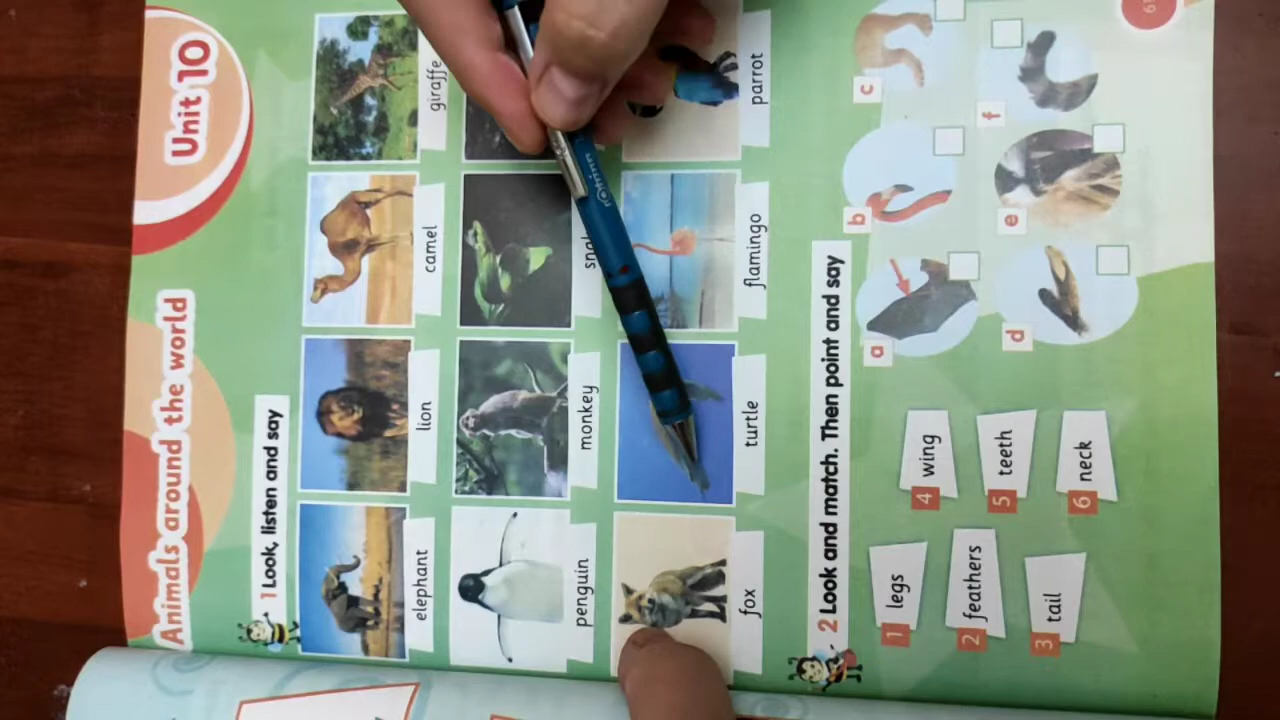 Unit 10
Animals around the world
1 Look, listen and say
elephant
lion
camel
giraffe
penguin
monkey
fox
turtle
flamingo
parrot
2 Look and match. Then point and say
1 legs
2 feathers
3 tail
4 wing
5 teeth
6 neck
a
b
c
d
e
f
rotring